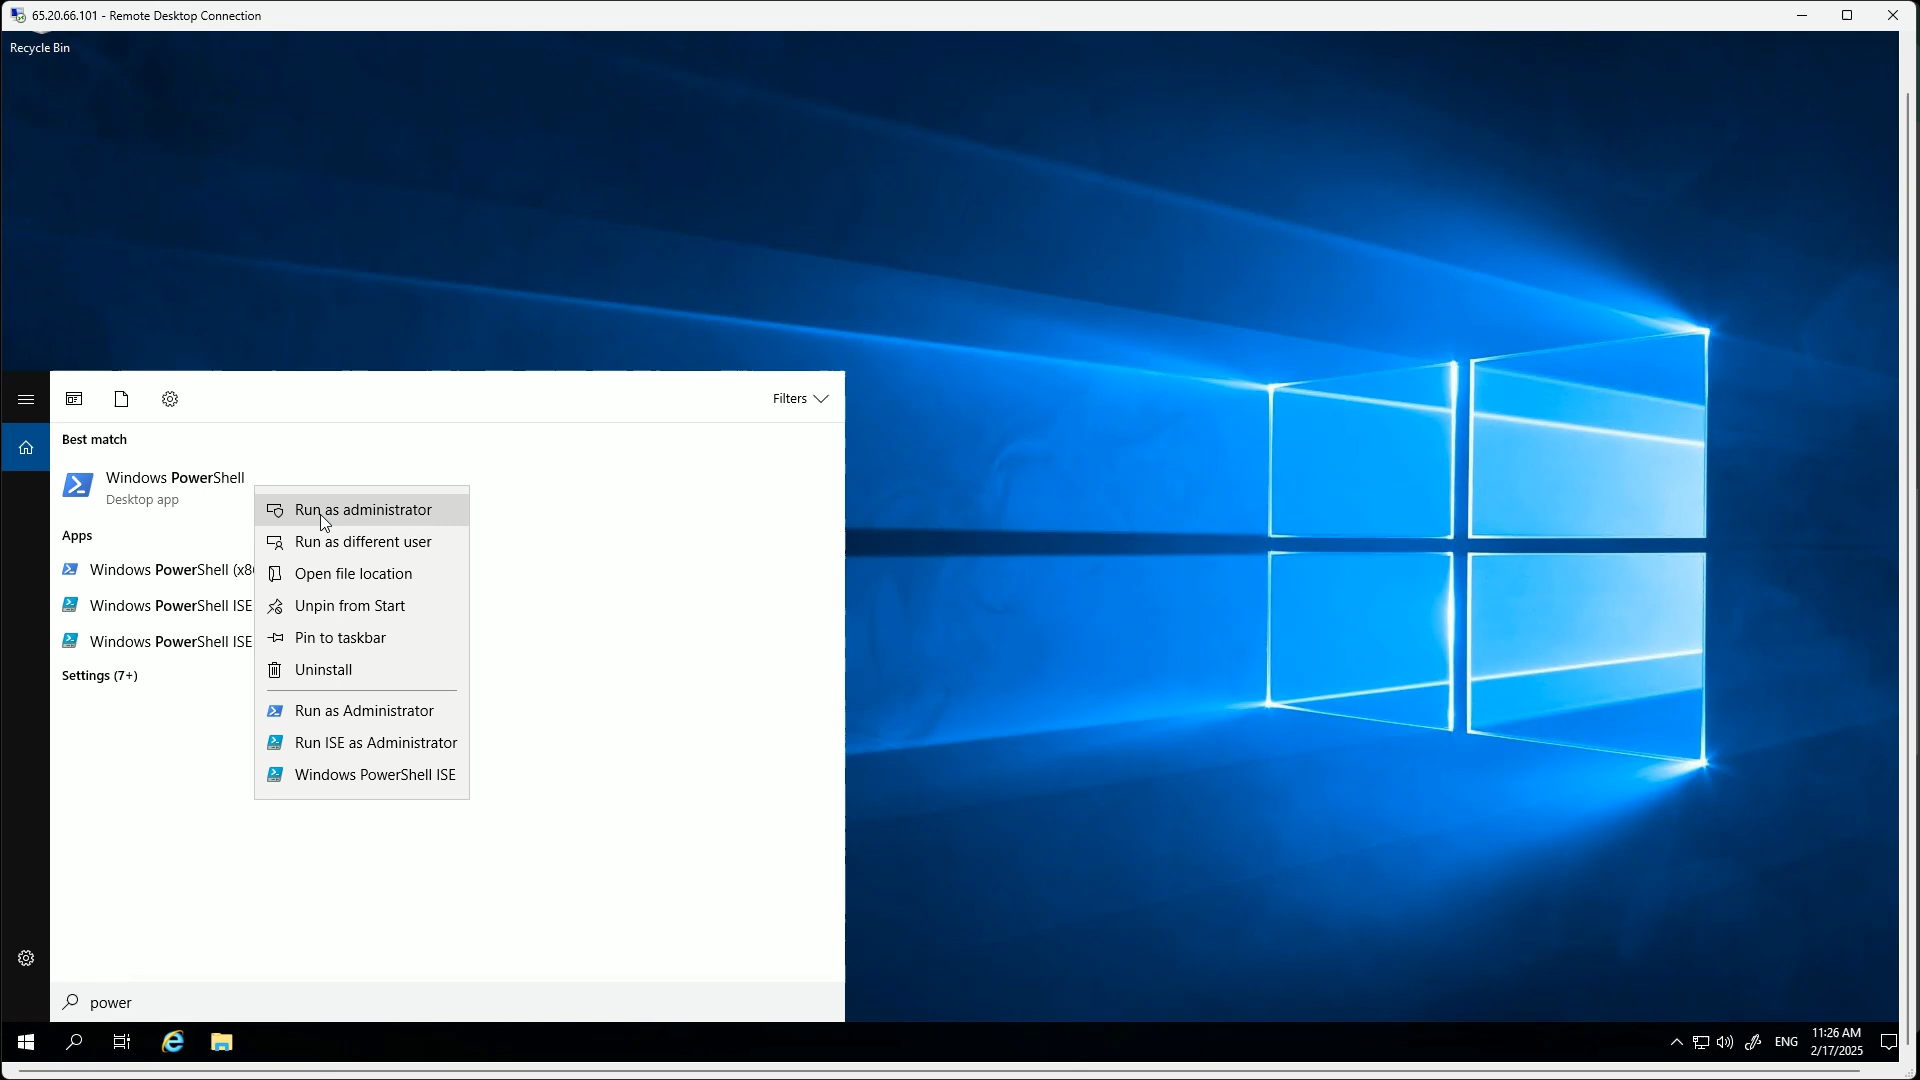 65.20.66.101 - Remote Desktop Connection
Recycle Bin
Filters
Best match
Windows PowerShell
Desktop app
Apps
Windows PowerShell (x8
Windows PowerShell ISE
Windows PowerShell ISE
Settings (7+)
Run as administrator
Run as different user
Open file location
Unpin from Start
Pin to taskbar
Uninstall
Run as Administrator
Run ISE as Administrator
Windows PowerShell ISE
power
ENG
11:26 AM
2/17/2025